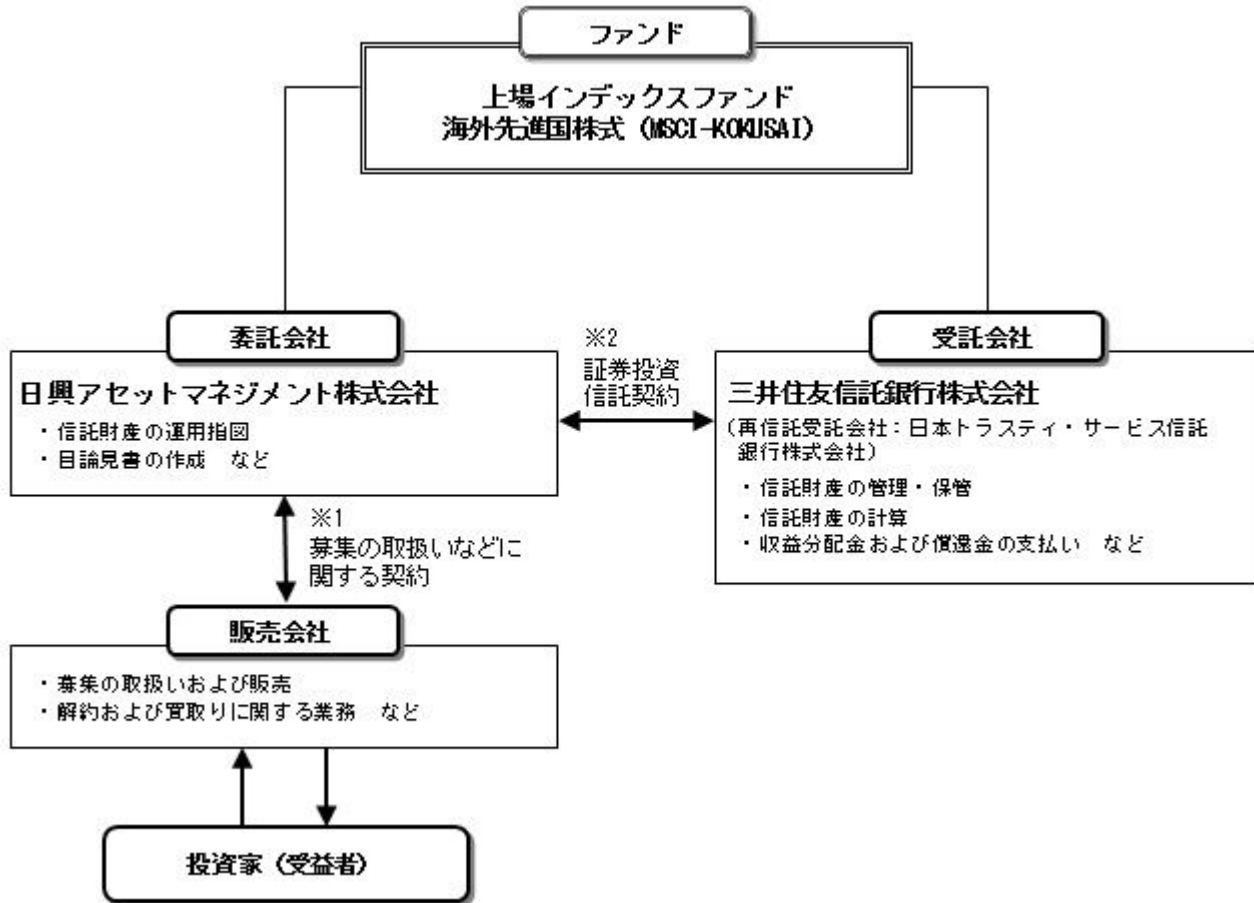 ファンド
上場インデックスファンド
海外先進国株式（MSCI-KOKUSAI）
委託会社
日興アセットマネジメント株式会社
・信託財産の運用指図
・目論見書の作成　など
※2
証券投資
信託契約
受託会社
三井住友信託銀行株式会社
（再信託受託会社：日本トラスティ・サービス信託
銀行株式会社）
・信託財産の管理・保管
・信託財産の計算
・収益分配金および償還金の支払い　など
※1
募集の取扱いなどに
関する契約
販売会社
・募集の取扱いおよび販売
・解約および買取りに関する業務　など
投資家（受益者）